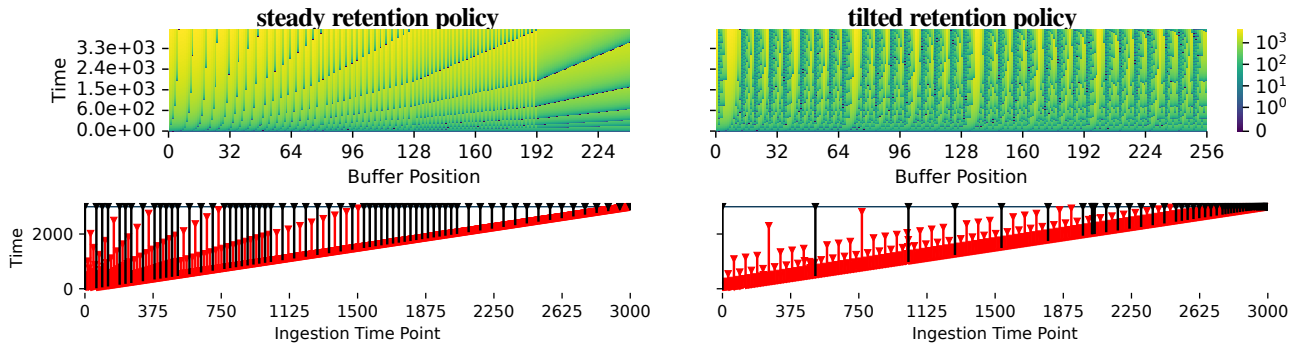 steady retention policy
tilted retention policy
3.3e+03
2.4e+03
1.5e+03
6.0e+02
0.0e+00
Time
0 32 64 96 128 160 192 224
Buffer Position
0 32 64 96 128 160 192 224 256
Buffer Position
10^3
10^2
10^1
10^0
0
2000
0
Time
0 375 750 1125 1500 1875 2250 2625 3000
Ingestion Time Point
0 375 750 1125 1500 1875 2250 2625 3000
Ingestion Time Point